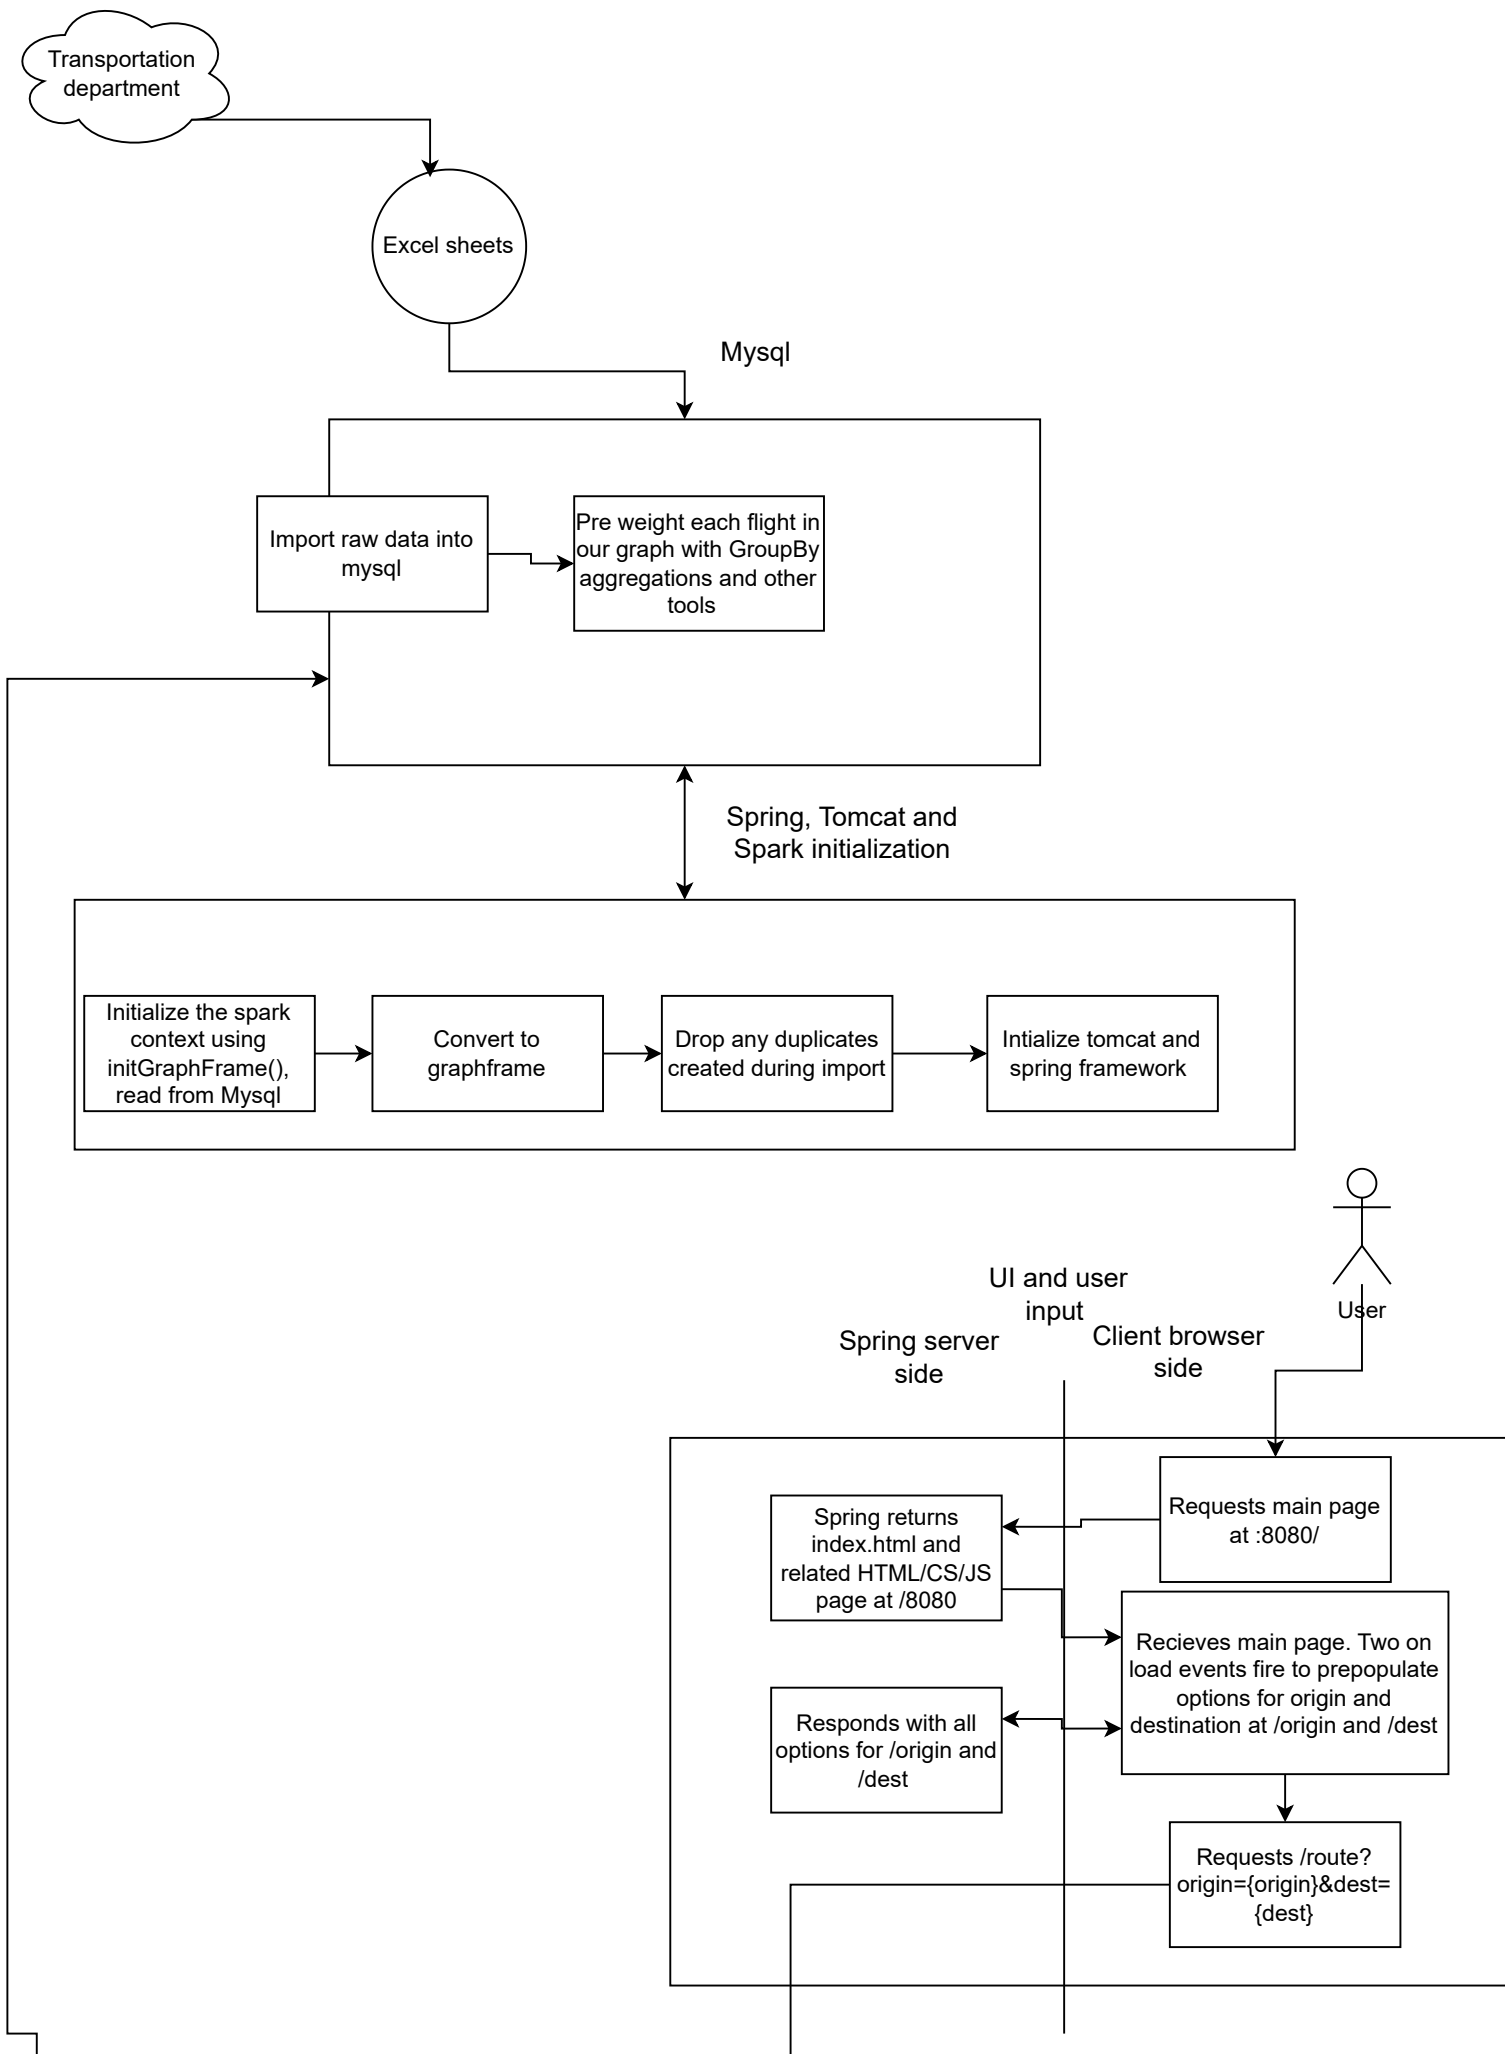 Transportation
department
Excel sheets
Mysql
Import raw data into
mysql
Pre weight each flight in
our graph with GroupBy
aggregations and other
tools
Spring, Tomcat and
Spark initialization
Initialize the spark
context using
initGraphFrame(),
read from Mysql
Convert to
graphframe
Drop any duplicates
created during import
Intialize tomcat and
spring framework
User
UI and user
input
Spring server
side
Client browser
side
Requests main page
at :8080/
Spring returns
index.html and
related HTML/CS/JS
page at /8080
Recieves main page. Two on
load events fire to prepopulate
options for origin and
destination at /origin and /dest
Responds with all
options for /origin and
/dest
Requests /route?
origin={origin}&dest=
{dest}